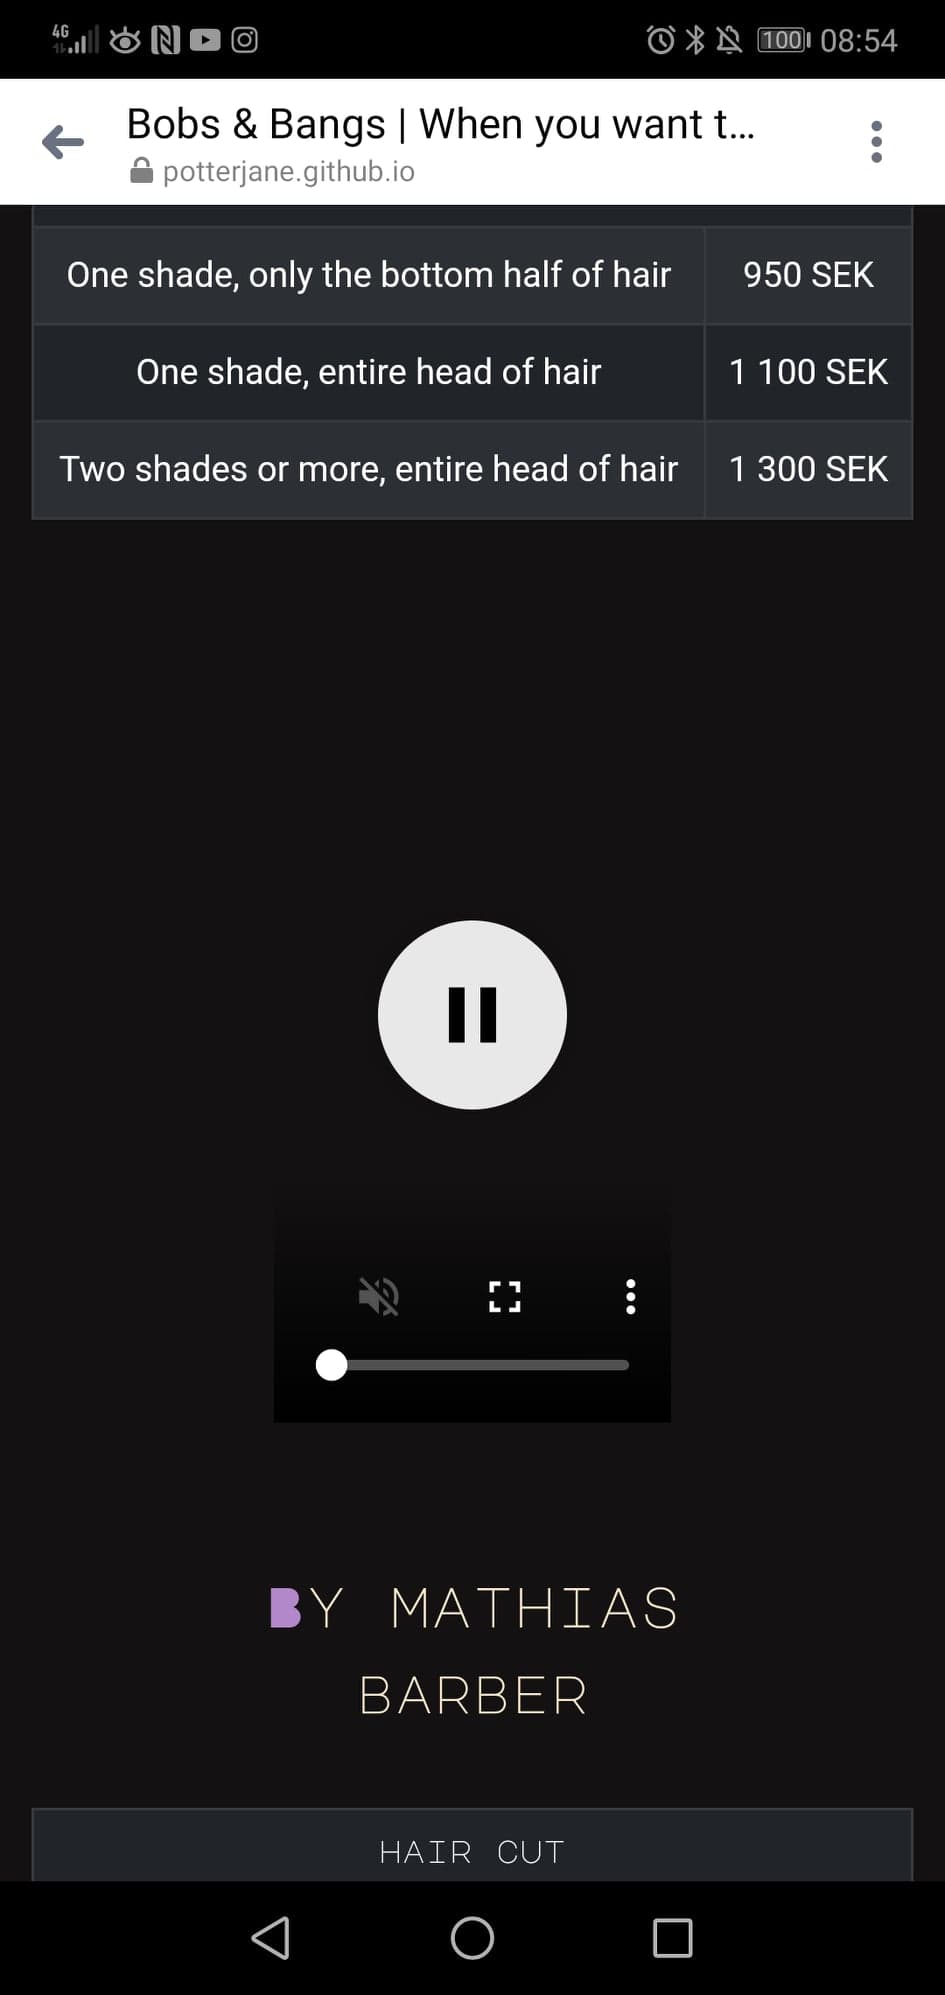 4G
100 08:54
Bobs & Bangs | When you want t...
potterjane.github.io
One shade, only the bottom half of hair 950 SEK
One shade, entire head of hair 1 100 SEK
Two shades or more, entire head of hair 1 300 SEK
BY MATHIAS
BARBER
HAIR CUT